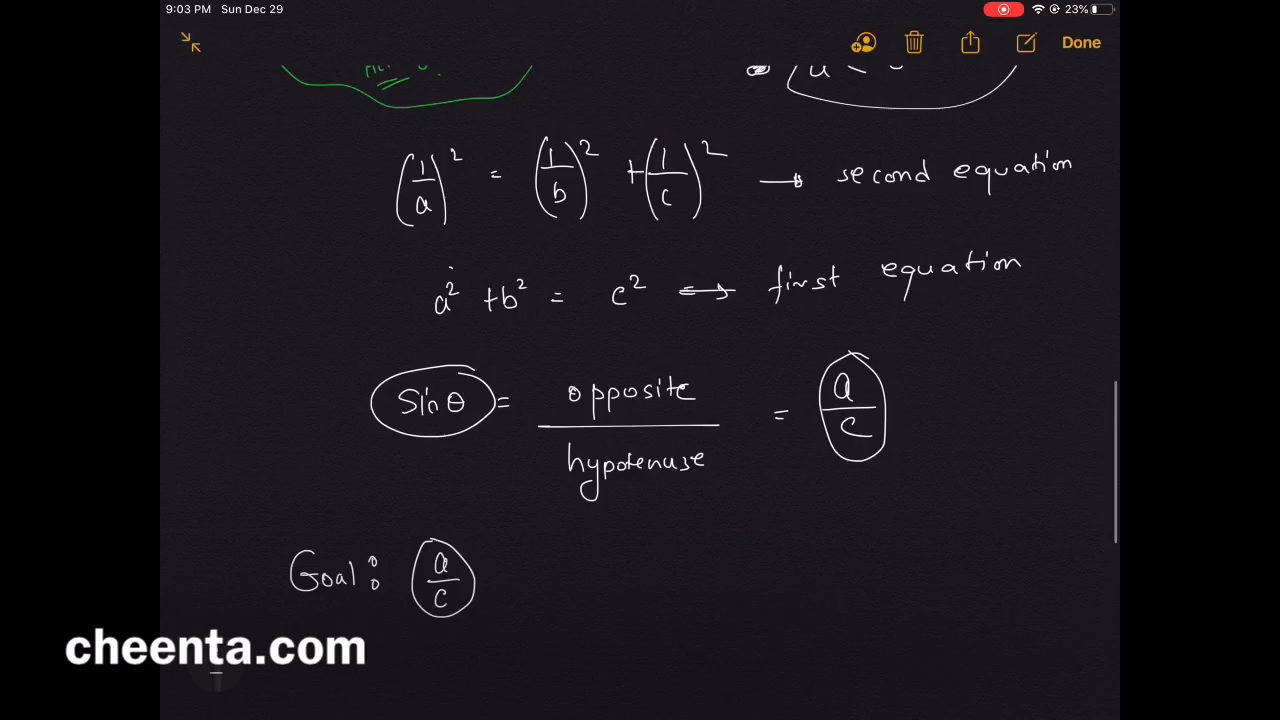 9:03 PM Sun Dec 29 23%
Done
(1/a)² = (1/b)² + (1/c)² → second equation
a² + b² = c² → first equation
Sinθ = opposite / hypotenuse = a/c
Goal: a/c
cheenta.com